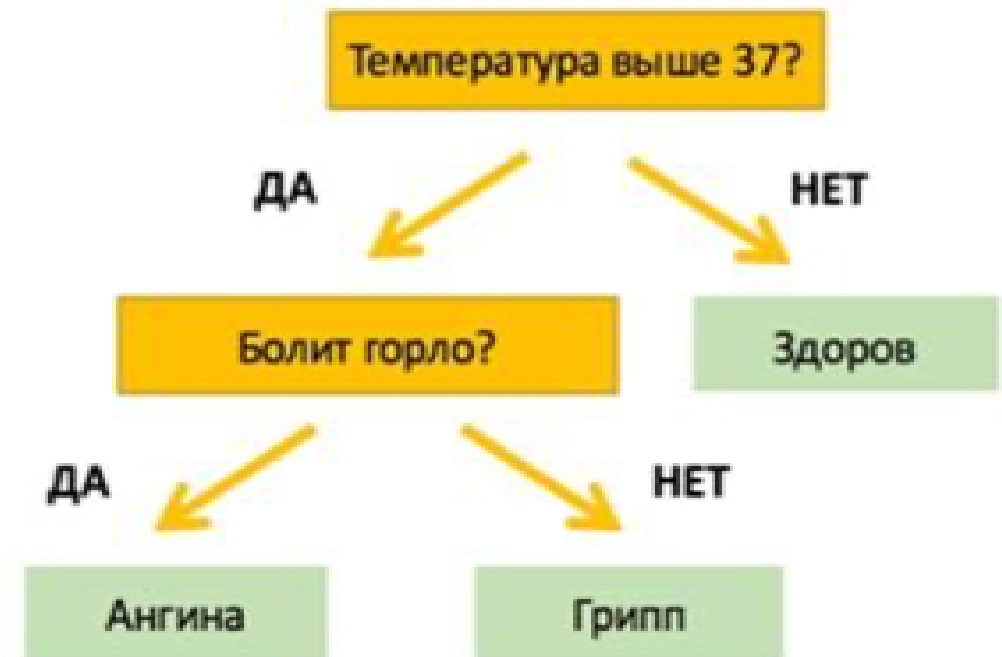 Температура выше 37?
ДА
НЕТ
Болит горло?
Здоров
ДА
НЕТ
Ангина
Грипп